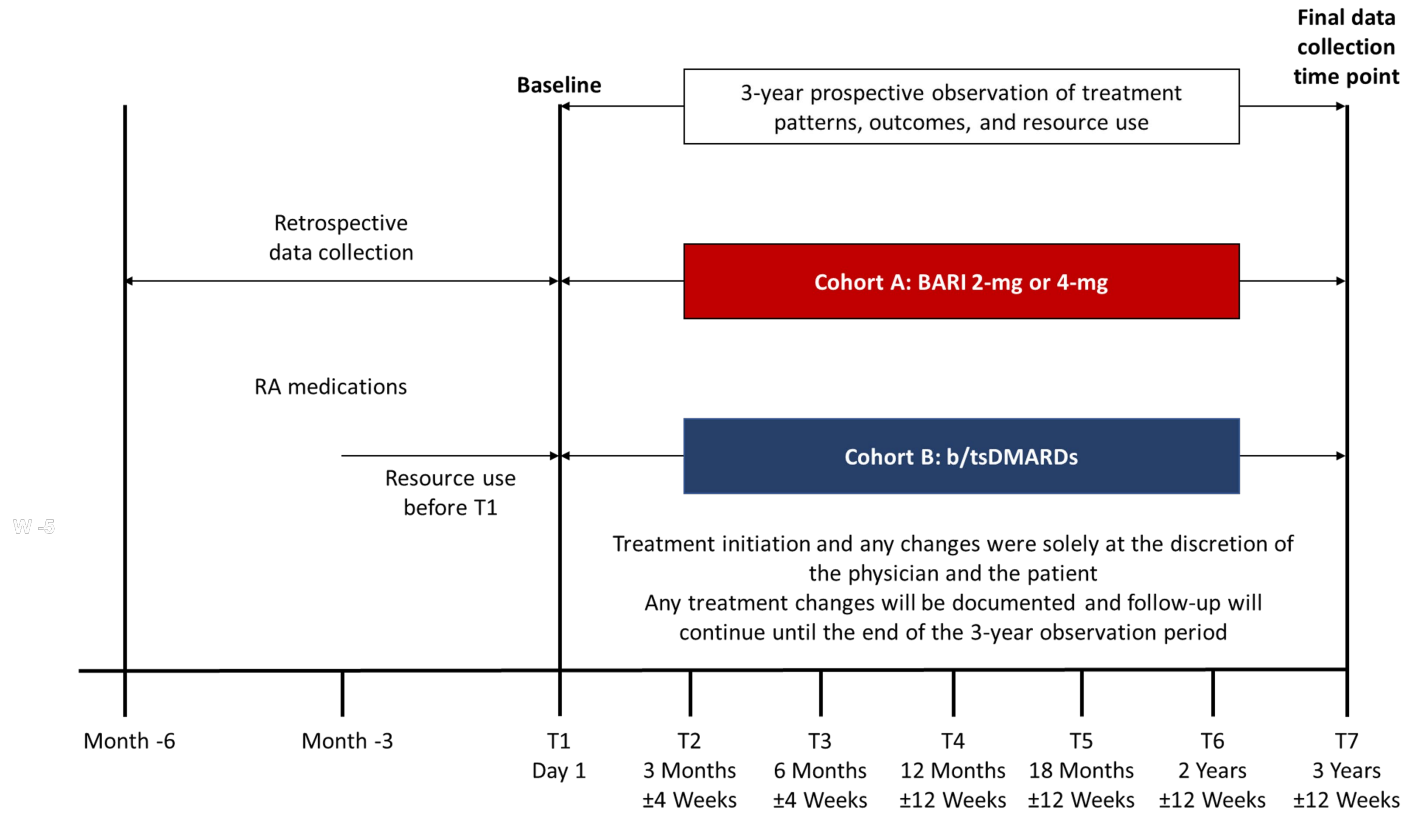 Final data
collection
time point
Baseline
3-year prospective observation of treatment
patterns, outcomes, and resource use
Retrospective
data collection
Cohort A: BARI 2-mg or 4-mg
RA medications
Cohort B: b/tsDMARDs
Resource use
before T1
W -5
Treatment initiation and any changes were solely at the discretion of
the physician and the patient
Any treatment changes will be documented and follow-up will
continue until the end of the 3-year observation period
Month -6
Month -3
T1
Day 1
T2
3 Months
±4 Weeks
T3
6 Months
±4 Weeks
T4
12 Months
±12 Weeks
T5
18 Months
±12 Weeks
T6
2 Years
±12 Weeks
T7
3 Years
±12 Weeks